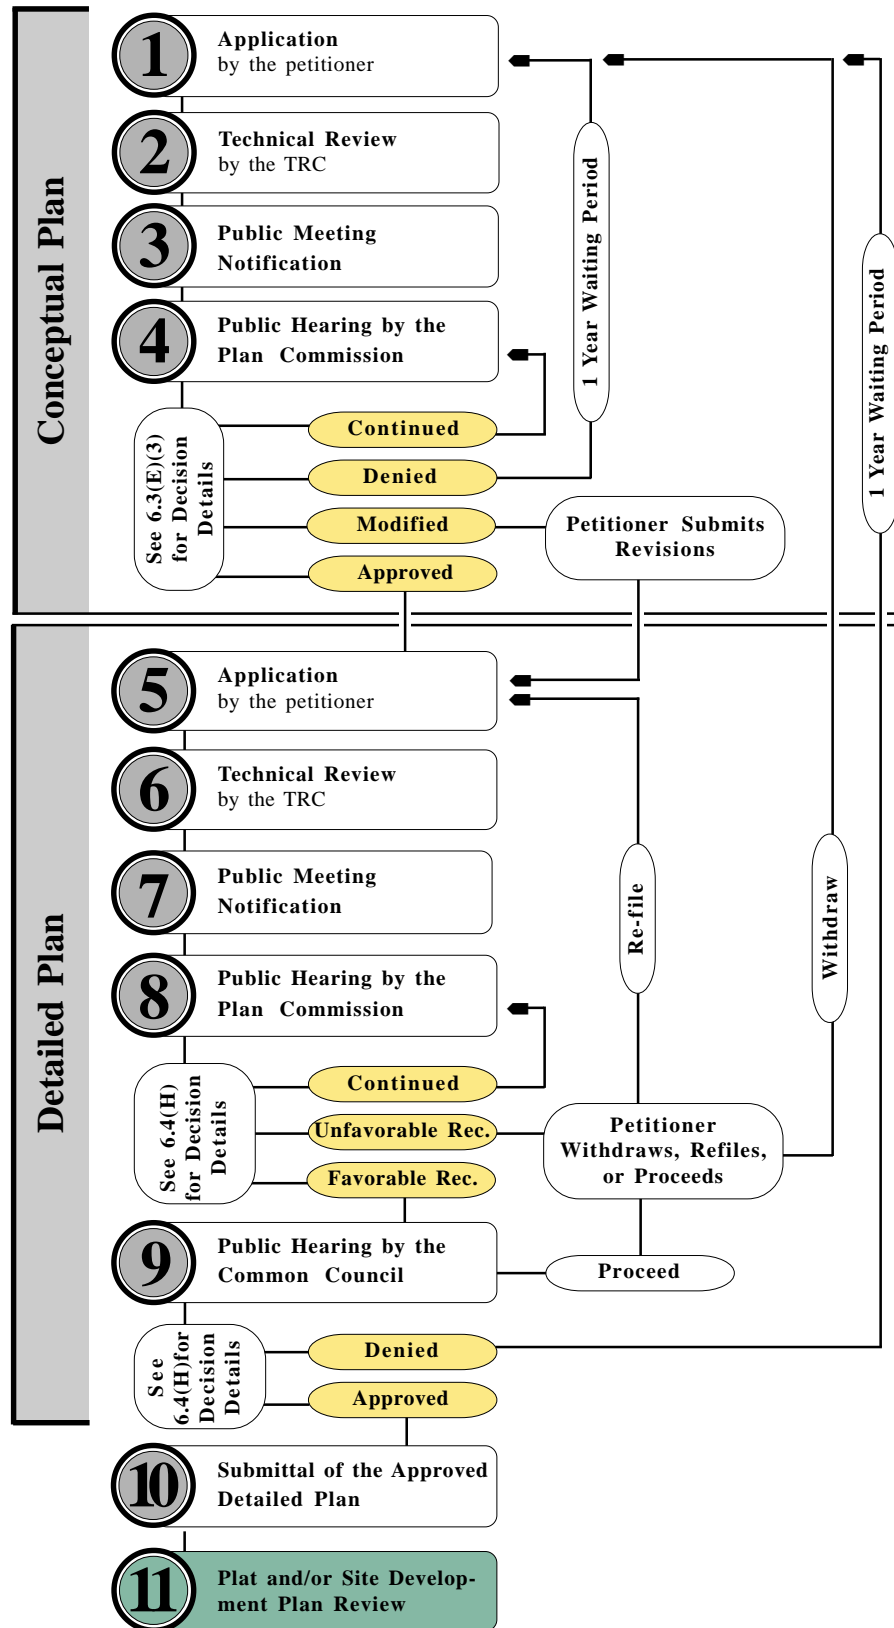 Conceptual Plan
1
Application
by the petitioner
2
Technical Review
by the TRC
3
Public Meeting
Notification
4
Public Hearing by the
Plan Commission
See 6.3(E)(3)
for Decision
Details
Continued
Denied
Modified
Approved
Petitioner Submits
Revisions
1 Year Waiting Period
1 Year Waiting Period
Detailed Plan
5
Application
by the petitioner
6
Technical Review
by the TRC
7
Public Meeting
Notification
8
Public Hearing by the
Plan Commission
See 6.4(H)
for Decision
Details
Continued
Unfavorable Rec.
Favorable Rec.
Petitioner
Withdraws, Refiles,
or Proceeds
Re-file
Withdraw
Proceed
9
Public Hearing by the
Common Council
See
6.4(H)for
Decision
Details
Denied
Approved
10
Submittal of the Approved
Detailed Plan
11
Plat and/or Site Develop-
ment Plan Review